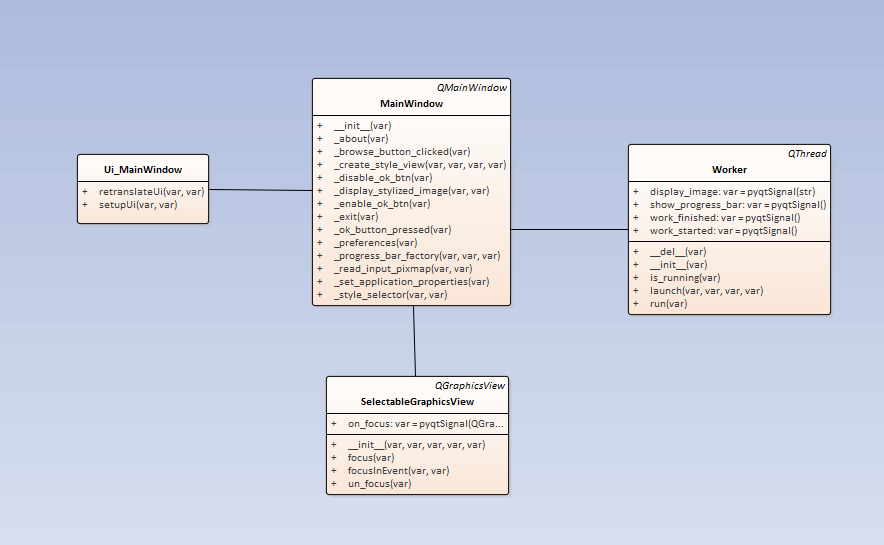 QMainWindow
MainWindow
+ __init__(var)
+ _about(var)
+ _browse_button_clicked(var)
+ _create_style_view(var, var, var, var)
+ _disable_ok_btn(var)
+ _display_stylized_image(var, var)
+ _enable_ok_btn(var)
+ _exit(var)
+ _ok_button_pressed(var)
+ _preferences(var)
+ _progress_bar_factory(var, var, var)
+ _read_input_pixmap(var, var)
+ _set_application_properties(var)
+ _style_selector(var, var)
Ui_MainWindow
+ retranslateUi(var, var)
+ setupUi(var, var)
QThread
Worker
+ display_image: var = pyqtSignal(str)
+ show_progress_bar: var = pyqtSignal()
+ work_finished: var = pyqtSignal()
+ work_started: var = pyqtSignal()
+ __del__(var)
+ __init__(var)
+ is_running(var)
+ launch(var, var, var, var)
+ run(var)
QGraphicsView
SelectableGraphicsView
+ on_focus: var = pyqtSignal(QGra...
+ __init__(var, var, var, var, var)
+ focus(var)
+ focusInEvent(var, var)
+ un_focus(var)